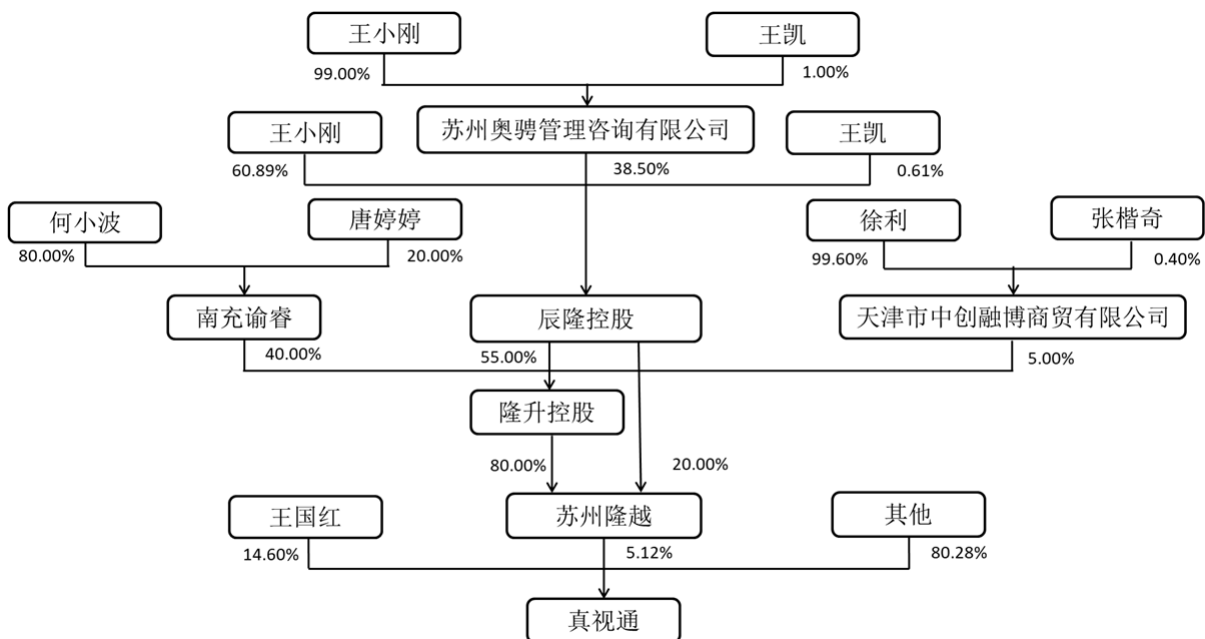 王小刚
王凯
99.00%
1.00%
苏州奥骋管理咨询有限公司
王小刚
王凯
60.89%
38.50%
0.61%
何小波
唐婷婷
徐利
张楷奇
80.00%
20.00%
99.60%
0.40%
南充谕睿
辰隆控股
天津市中创融博商贸有限公司
40.00%
55.00%
5.00%
隆升控股
80.00%
20.00%
王国红
苏州隆越
其他
14.60%
5.12%
80.28%
真视通